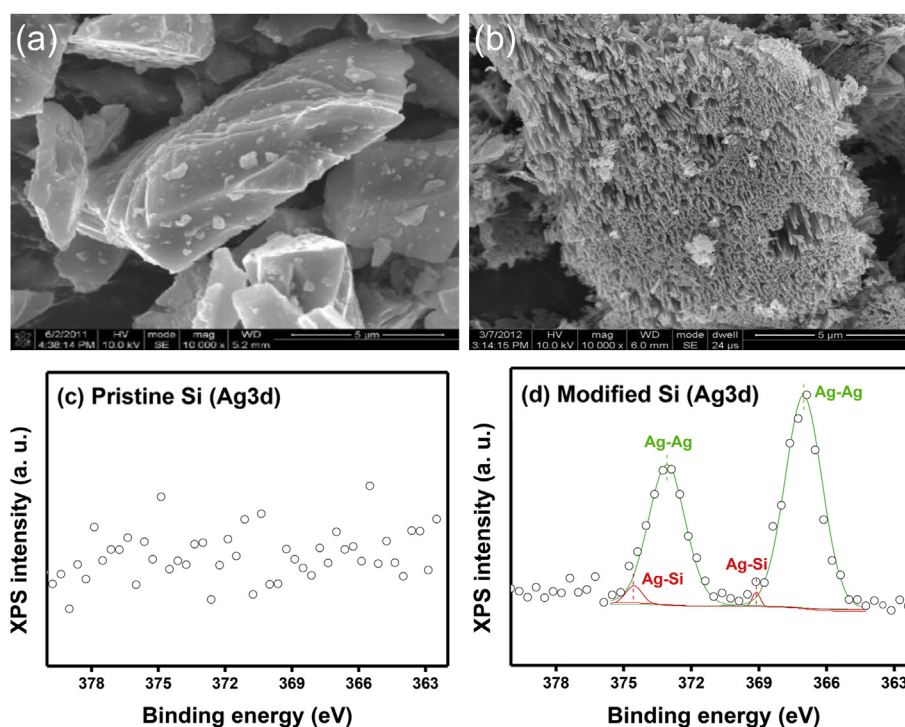 (a)
(b)
6/2/2011 HV mode mag WD 5 µm
4:38:14 PM 10.0 kV SE 10 000 x 5.2 mm
3/7/2012 HV mag WD mode dwell 5 µm
3:14:15 PM 10.0 kV 10 000 x 6.0 mm SE 24 µs
(c) Pristine Si (Ag3d)
XPS intensity (a. u.)
378 375 372 369 366 363
Binding energy (eV)
(d) Modified Si (Ag3d)
Ag-Ag
Ag-Ag
Ag-Si
Ag-Si
XPS intensity (a. u.)
378 375 372 369 366 363
Binding energy (eV)